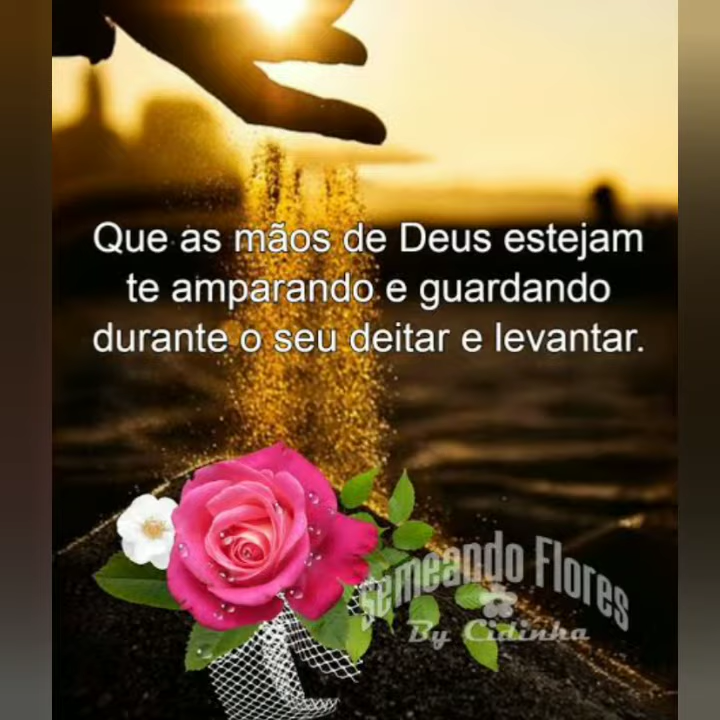 Que as mãos de Deus estejam
te amparando e guardando
durante o seu deitar e levantar.
Semeando Flores
By Cidinha